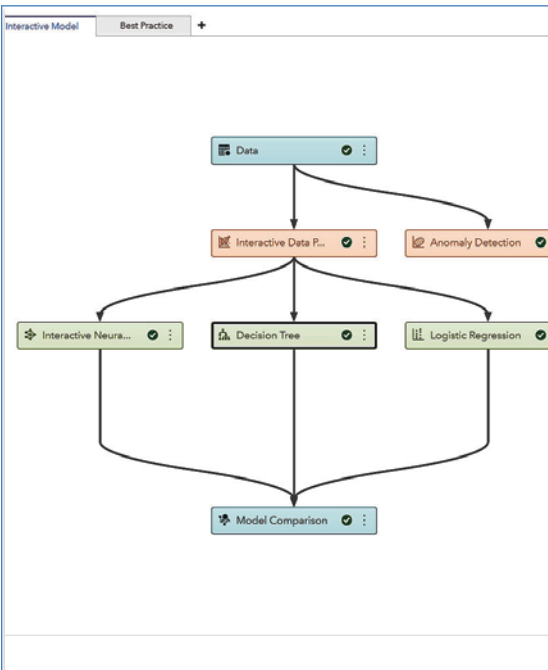 Interactive Model
Best Practice
+
Data
Interactive Data P...
Anomaly Detection
Interactive Neura...
Decision Tree
Logistic Regression
Model Comparison